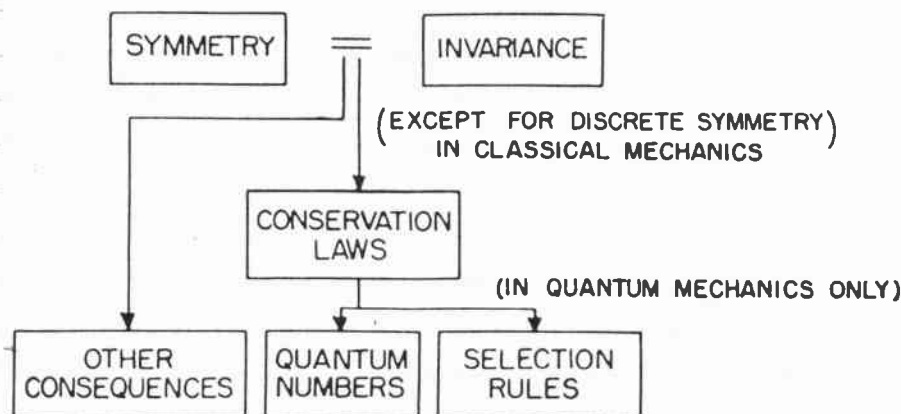 SYMMETRY
INVARIANCE
(EXCEPT FOR DISCRETE SYMMETRY)
IN CLASSICAL MECHANICS
CONSERVATION
LAWS
(IN QUANTUM MECHANICS ONLY)
OTHER
CONSEQUENCES
QUANTUM
NUMBERS
SELECTION
RULES